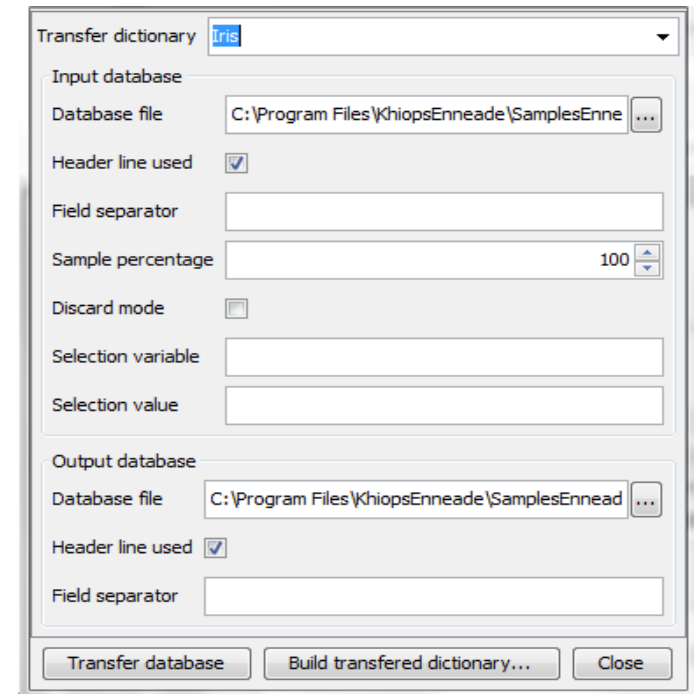 Transfer dictionary Iris
Input database
Database file C:\Program Files\KhiopsEnneade\SamplesEnne ...
Header line used
Field separator
Sample percentage 100
Discard mode
Selection variable
Selection value
Output database
Database file C:\Program Files\KhiopsEnneade\SamplesEnnead ...
Header line used
Field separator
Transfer database Build transfered dictionary... Close